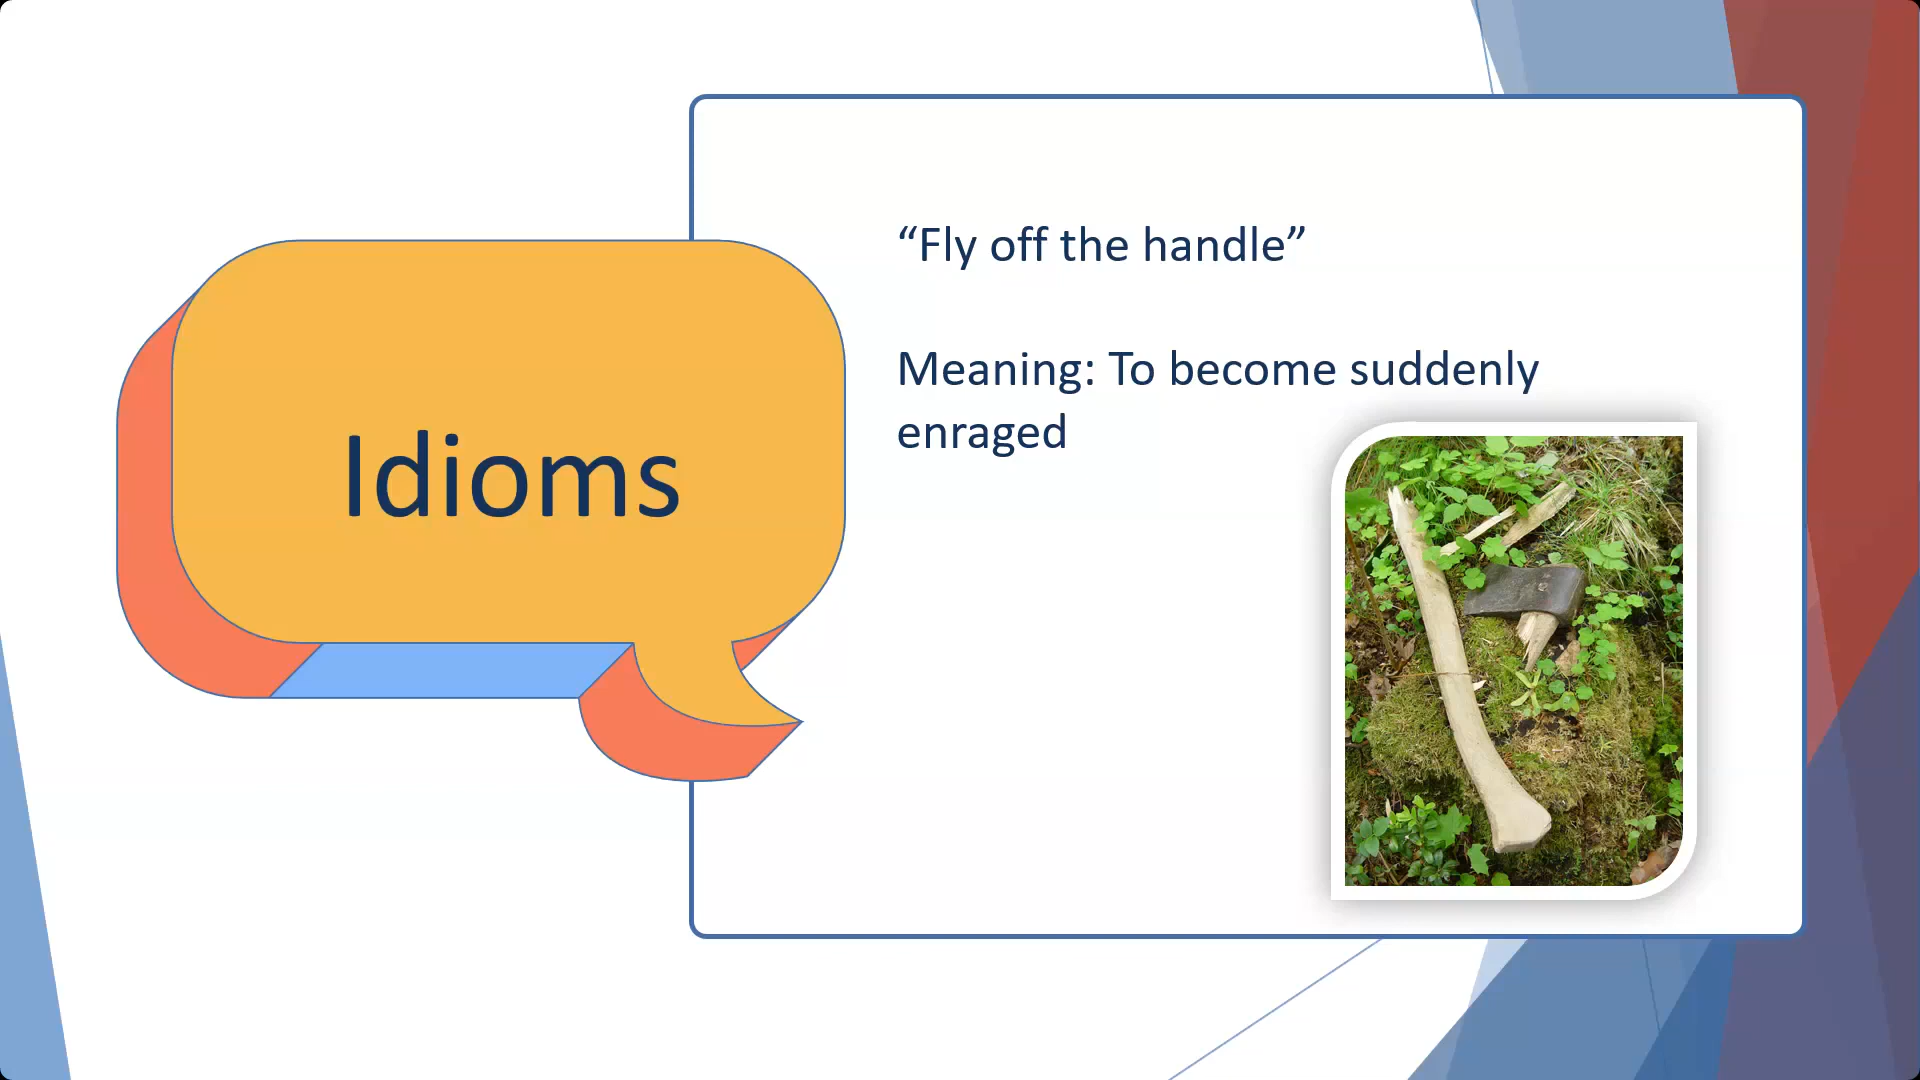 Idioms
“Fly off the handle”
Meaning: To become suddenly
enraged